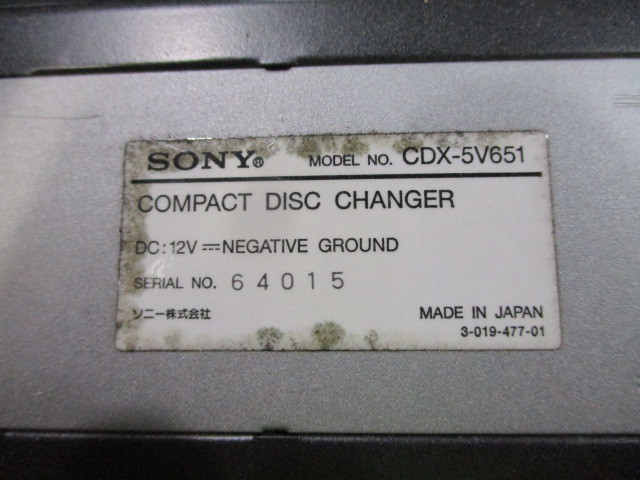 SONY® MODEL NO. CDX-5V651
COMPACT DISC CHANGER
DC:12V ⎓ NEGATIVE GROUND
SERIAL NO. 64015
ソニー株式会社 MADE IN JAPAN
3-019-477-01